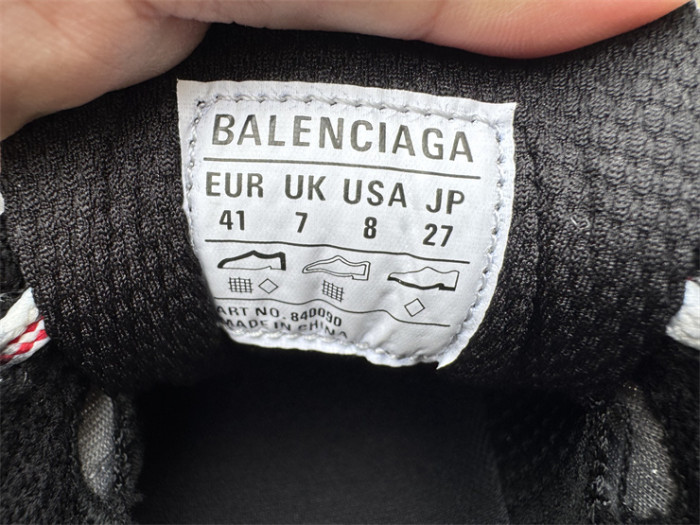 BALENCIAGA
EUR UK USA JP
41 7 8 27
ART NO. 840090
MADE IN CHINA